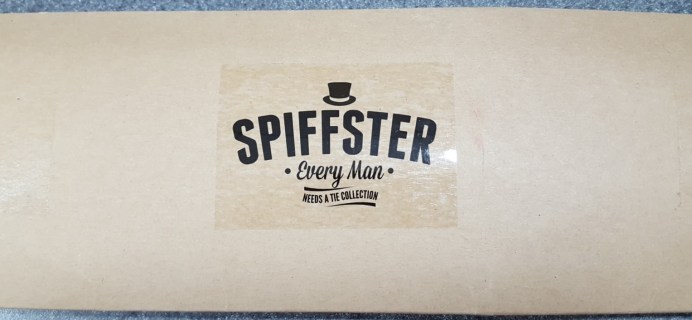 SPIFFSTER
• Every Man •
NEEDS A TIE COLLECTION